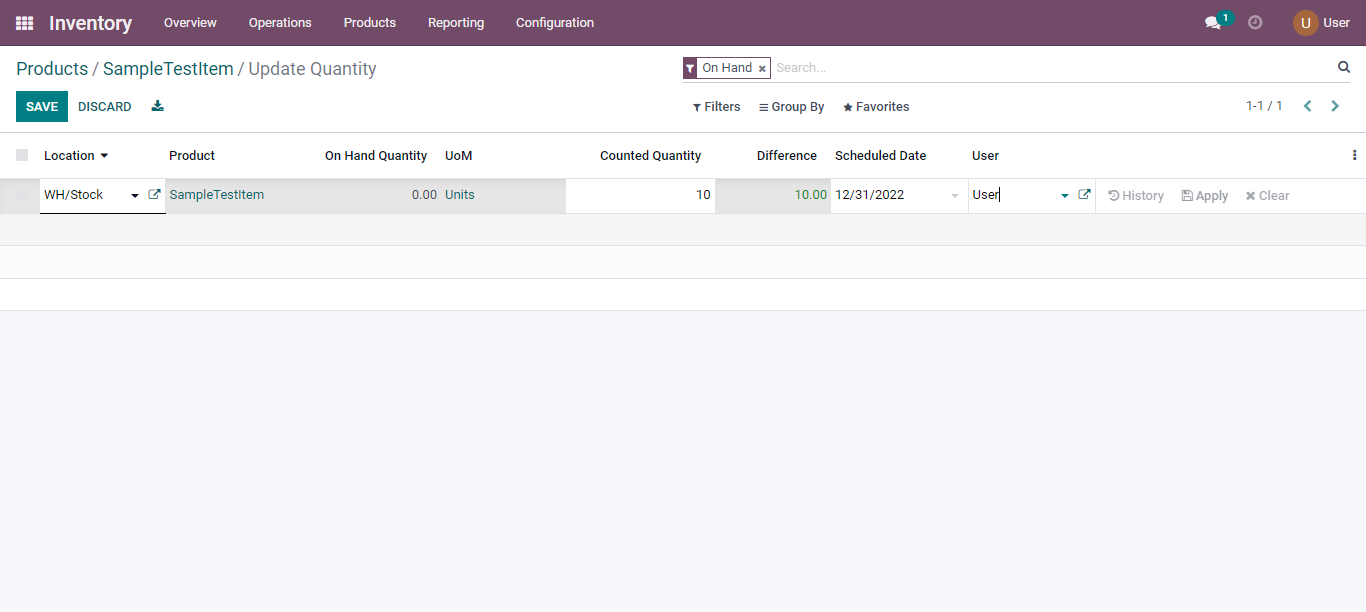 Inventory Overview Operations Products Reporting Configuration 1 U User
Products / SampleTestItem / Update Quantity On Hand Search...
SAVE DISCARD Filters Group By Favorites 1-1 / 1
Location Product On Hand Quantity UoM Counted Quantity Difference Scheduled Date User
WH/Stock SampleTestItem 0.00 Units 10 10.00 12/31/2022 User History Apply Clear